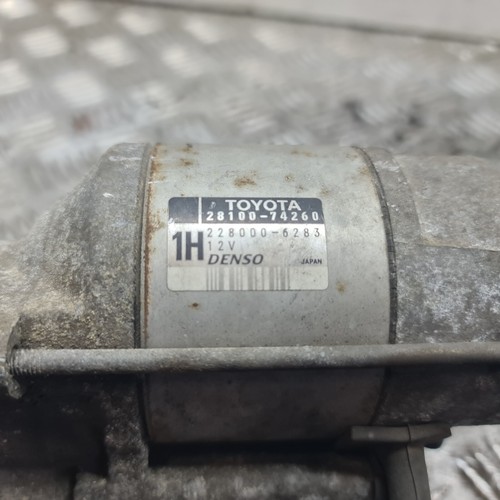 TOYOTA
28100-74260
228000-6283
1H 12V
DENSO JAPAN